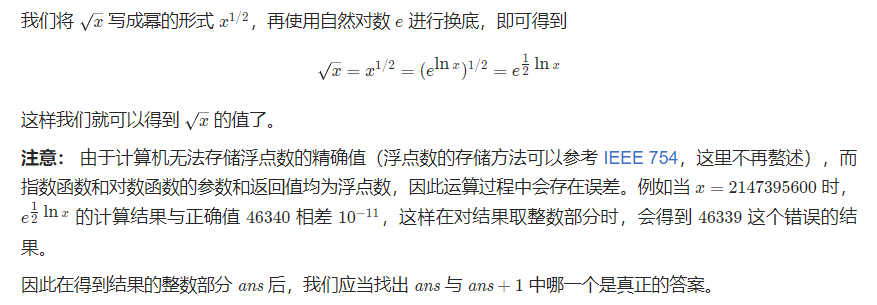 我们将 √x 写成幂的形式 x^{1/2}，再使用自然对数 e 进行换底，即可得到
√x = x^{1/2} = (e^{ln x})^{1/2} = e^{\frac{1}{2} ln x}
这样我们就可以得到 √x 的值了。
注意： 由于计算机无法存储浮点数的精确值（浮点数的存储方法可以参考 IEEE 754，这里不再赘述），而
指数函数和对数函数的参数和返回值均为浮点数，因此运算过程中会存在误差。例如当 x = 2147395600 时，
e^{\frac{1}{2} ln x} 的计算结果与正确值 46340 相差 10^{-11}，这样在对结果取整数部分时，会得到 46339 这个错误的结
果。
因此在得到结果的整数部分 ans 后，我们应当找出 ans 与 ans + 1 中哪一个是真正的答案。